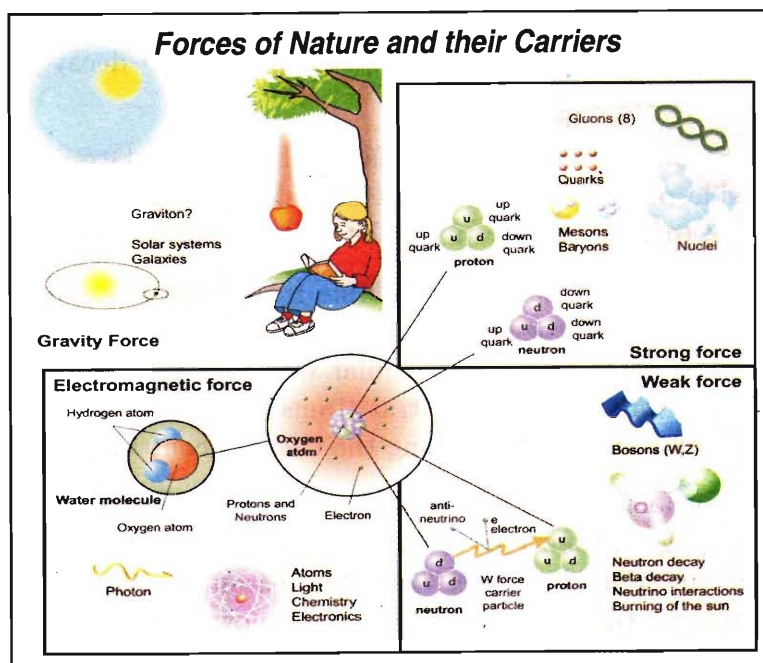 Forces of Nature and their Carriers
Graviton?
Solar systems
Galaxies
Gravity Force
Gluons (8)
Quarks
Mesons
Baryons
Nuclei
up
quark
u
up
quark
u
d
down
quark
proton
d
down
quark
up
quark
u
d
down
quark
neutron
Strong force
Electromagnetic force
Hydrogen atom
Water molecule
Oxygen atom
Oxygen
atom
Protons and
Neutrons
Electron
Photon
Atoms
Light
Chemistry
Electronics
Weak force
Bosons (W,Z)
anti-
neutrino
e
electron
d
u
d
neutron
W force
carrier
particle
u
u
d
proton
Neutron decay
Beta decay
Neutrino interactions
Burning of the sun